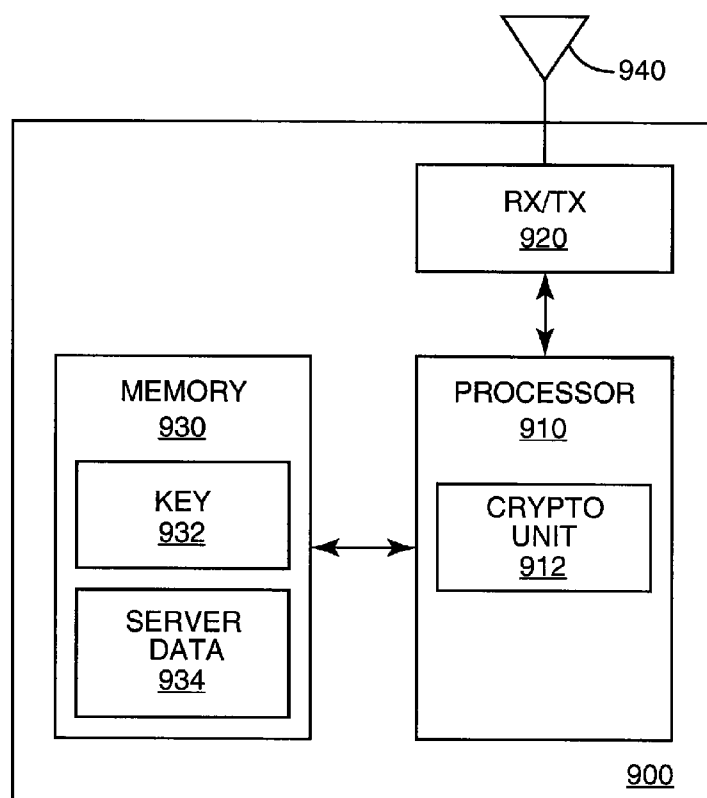 940
RX/TX
920
MEMORY
930
KEY
932
SERVER
DATA
934
PROCESSOR
910
CRYPTO
UNIT
912
900